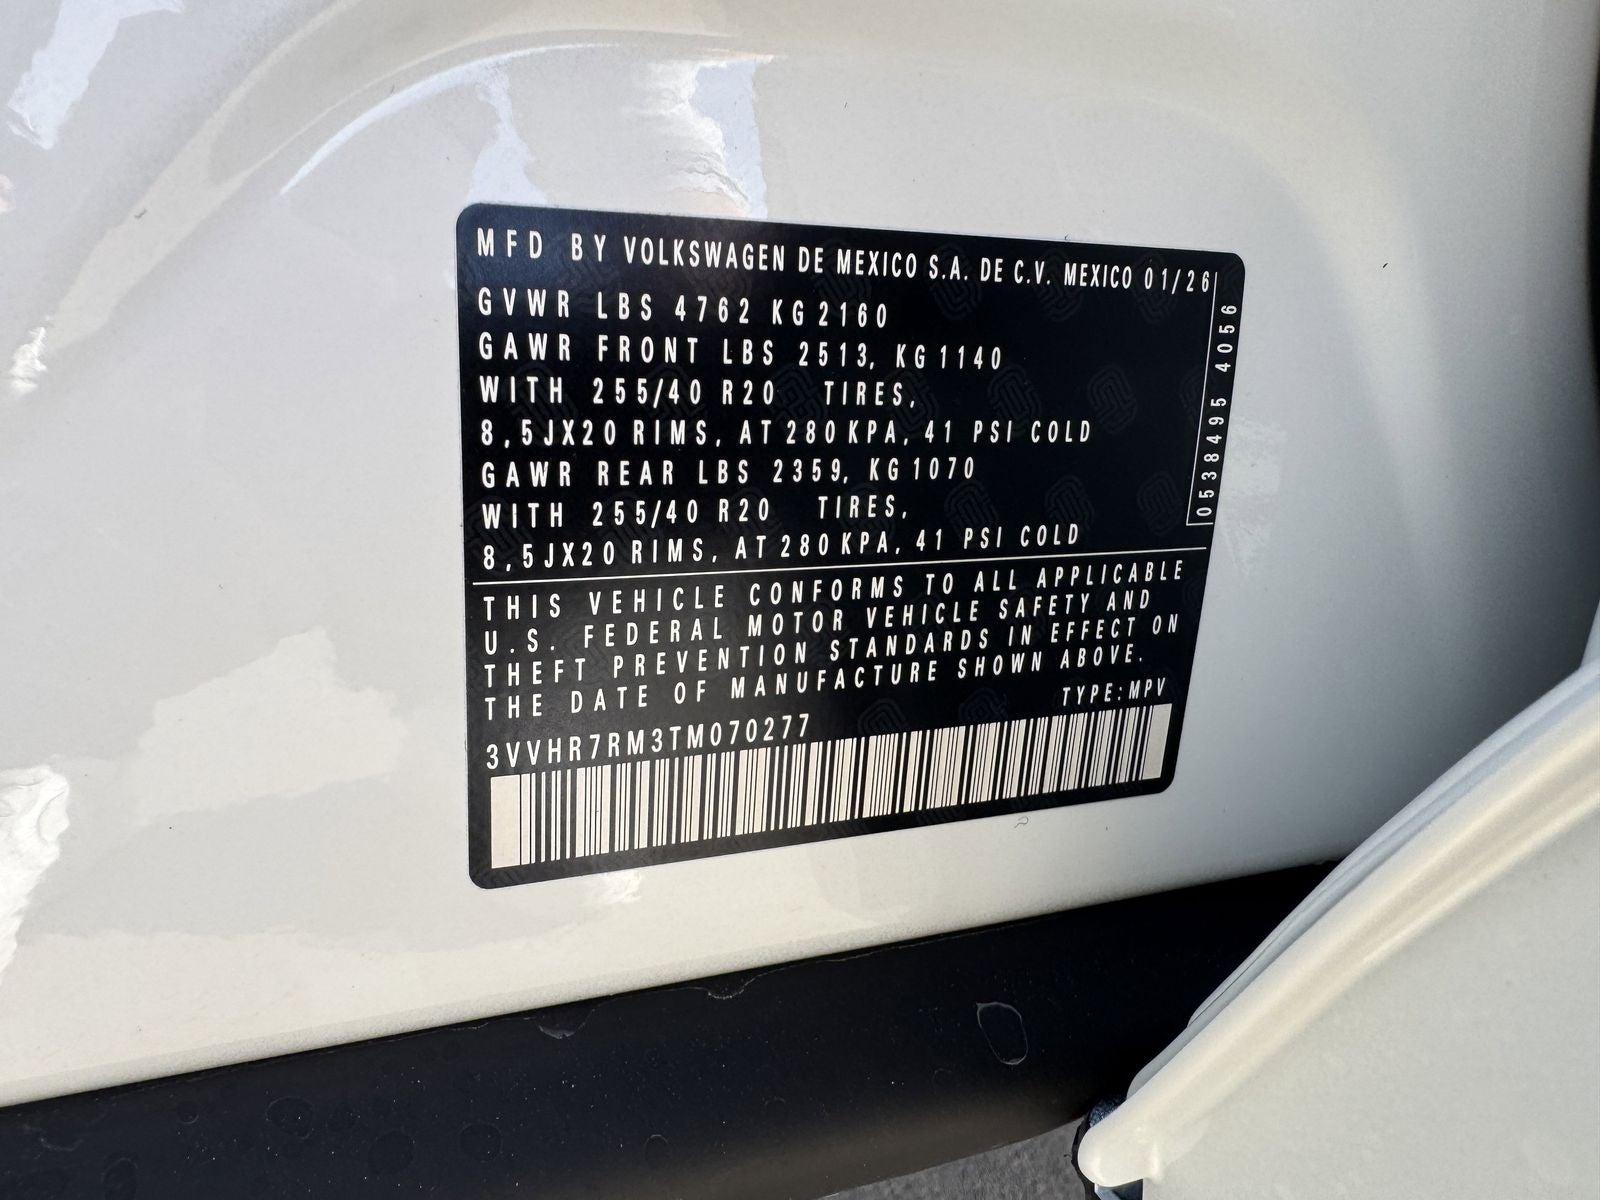 MFD BY VOLKSWAGEN DE MEXICO S.A. DE C.V. MEXICO 01/26
GVWR LBS 4762 KG 2160
GAWR FRONT LBS 2513, KG 1140
WITH 255/40 R20 TIRES,
8,5JX20 RIMS, AT 280 KPA, 41 PSI COLD
GAWR REAR LBS 2359, KG 1070
WITH 255/40 R20 TIRES,
8,5JX20 RIMS, AT 280 KPA, 41 PSI COLD
0538495 4056
THIS VEHICLE CONFORMS TO ALL APPLICABLE
U.S. FEDERAL MOTOR VEHICLE SAFETY AND
THEFT PREVENTION STANDARDS IN EFFECT ON
THE DATE OF MANUFACTURE SHOWN ABOVE.
TYPE:MPV
3VVHR7RM3TM070277